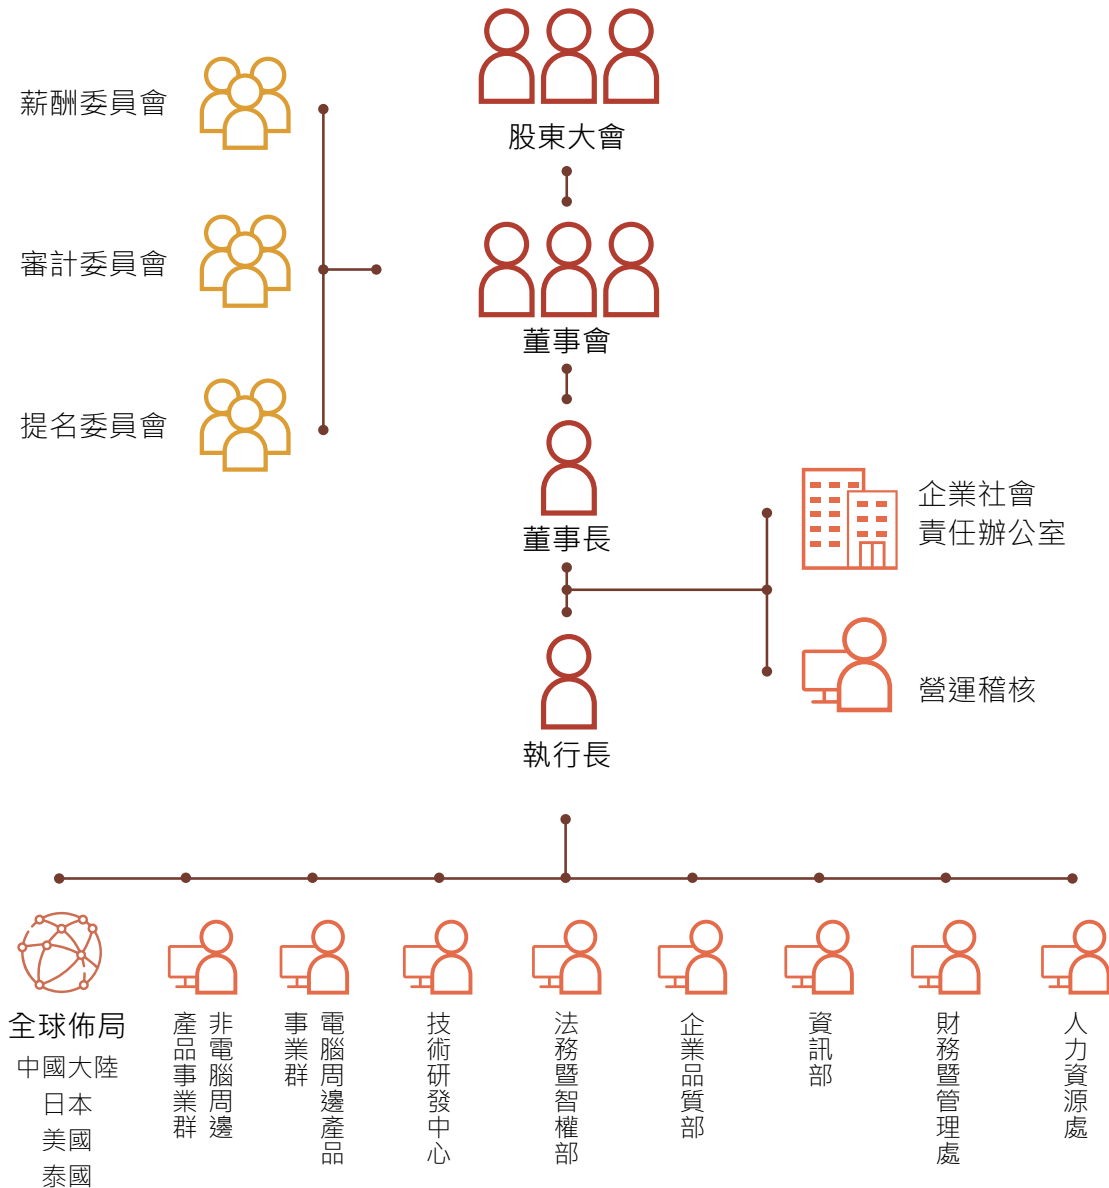 股東大會
薪酬委員會
審計委員會
提名委員會
董事會
董事長
企業社會
責任辦公室
營運稽核
執行長
全球佈局
中國大陸
日本
美國
泰國
非電腦周邊
產品事業群
電腦周邊產品
事業群
技術研發中心
法務暨智權部
企業品質部
資訊部
財務暨管理處
人力資源處